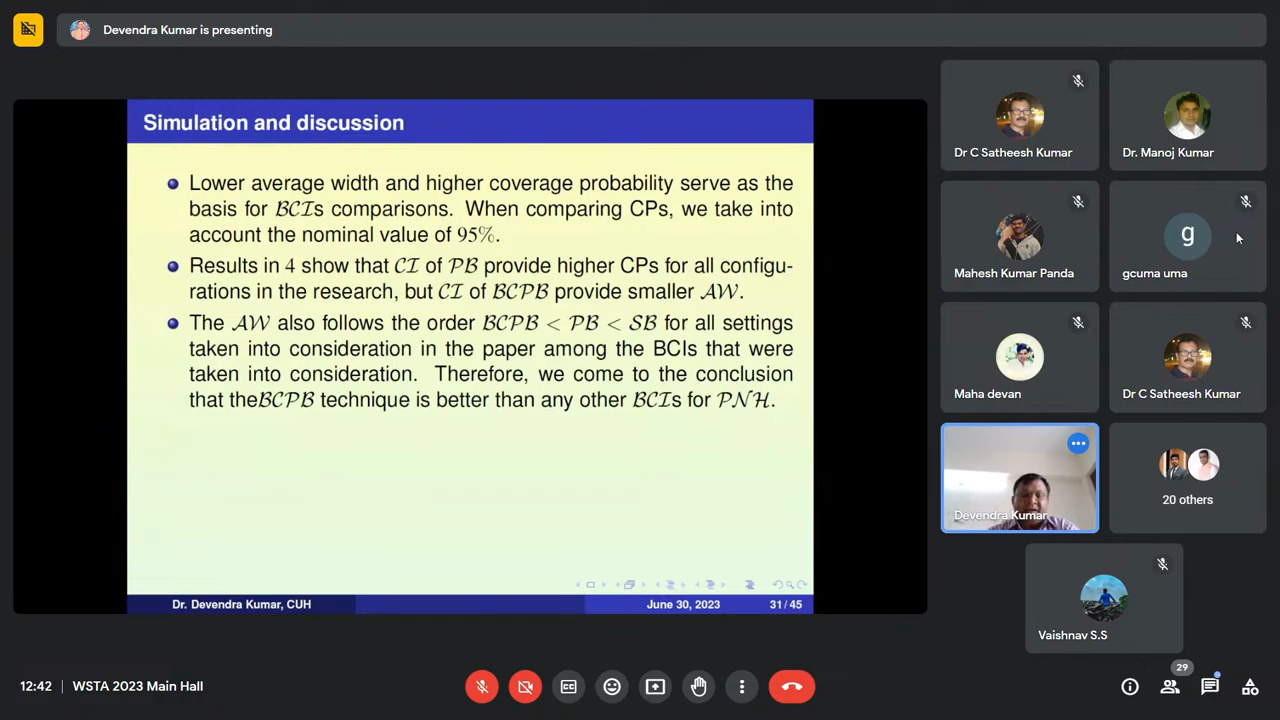 Devendra Kumar is presenting
Simulation and discussion
Lower average width and higher coverage probability serve as the
basis for BCIs comparisons. When comparing CPs, we take into
account the nominal value of 95%.
Results in 4 show that CI of PB provide higher CPs for all configu-
rations in the research, but CI of BCPB provide smaller AW.
The AW also follows the order BCPB < PB < SB for all settings
taken into consideration in the paper among the BCIs that were
taken into consideration. Therefore, we come to the conclusion
that theBCPB technique is better than any other BCIs for PNH.
Dr. Devendra Kumar, CUH
June 30, 2023
31 / 45
Dr C Satheesh Kumar
Dr. Manoj Kumar
Mahesh Kumar Panda
g
gcuma uma
Maha devan
Dr C Satheesh Kumar
Devendra Kumar
20 others
Vaishnav S.S
12:42 | WSTA 2023 Main Hall
29